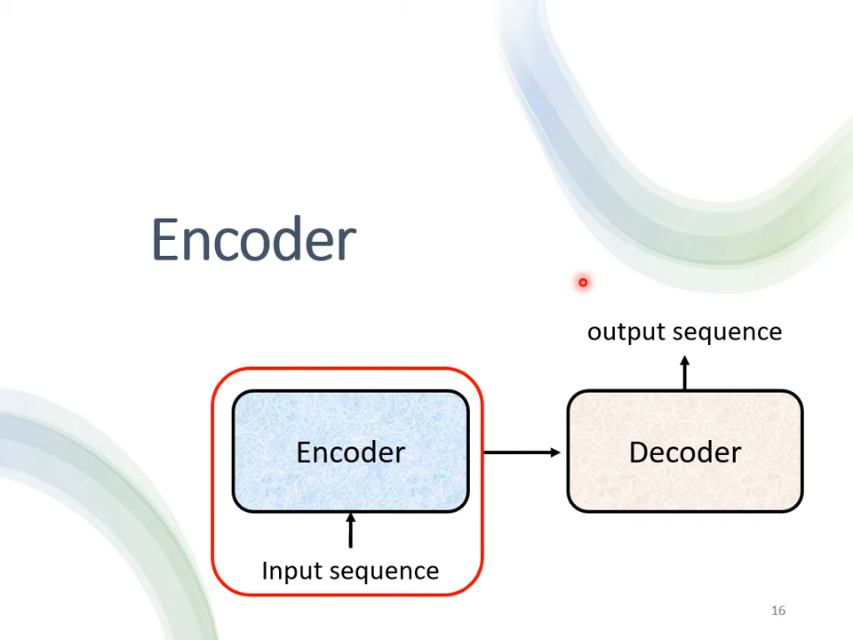 Encoder
output sequence
Encoder
Decoder
Input sequence
16